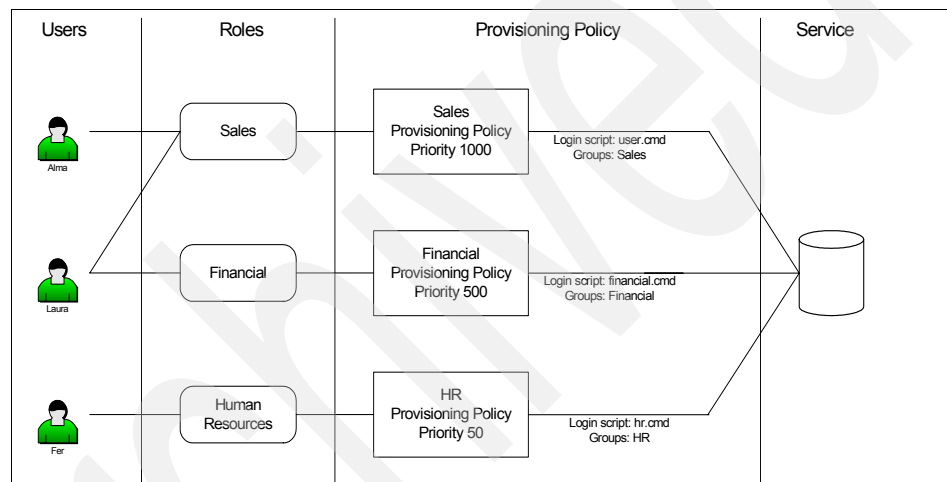 Users
Roles
Provisioning Policy
Service
Alma
Sales
Sales
Provisioning Policy
Priority 1000
Login script: user.cmd
Groups: Sales
Laura
Financial
Financial
Provisioning Policy
Priority 500
Login script: financial.cmd
Groups: Financial
Fer
Human
Resources
HR
Provisioning Policy
Priority 50
Login script: hr.cmd
Groups: HR